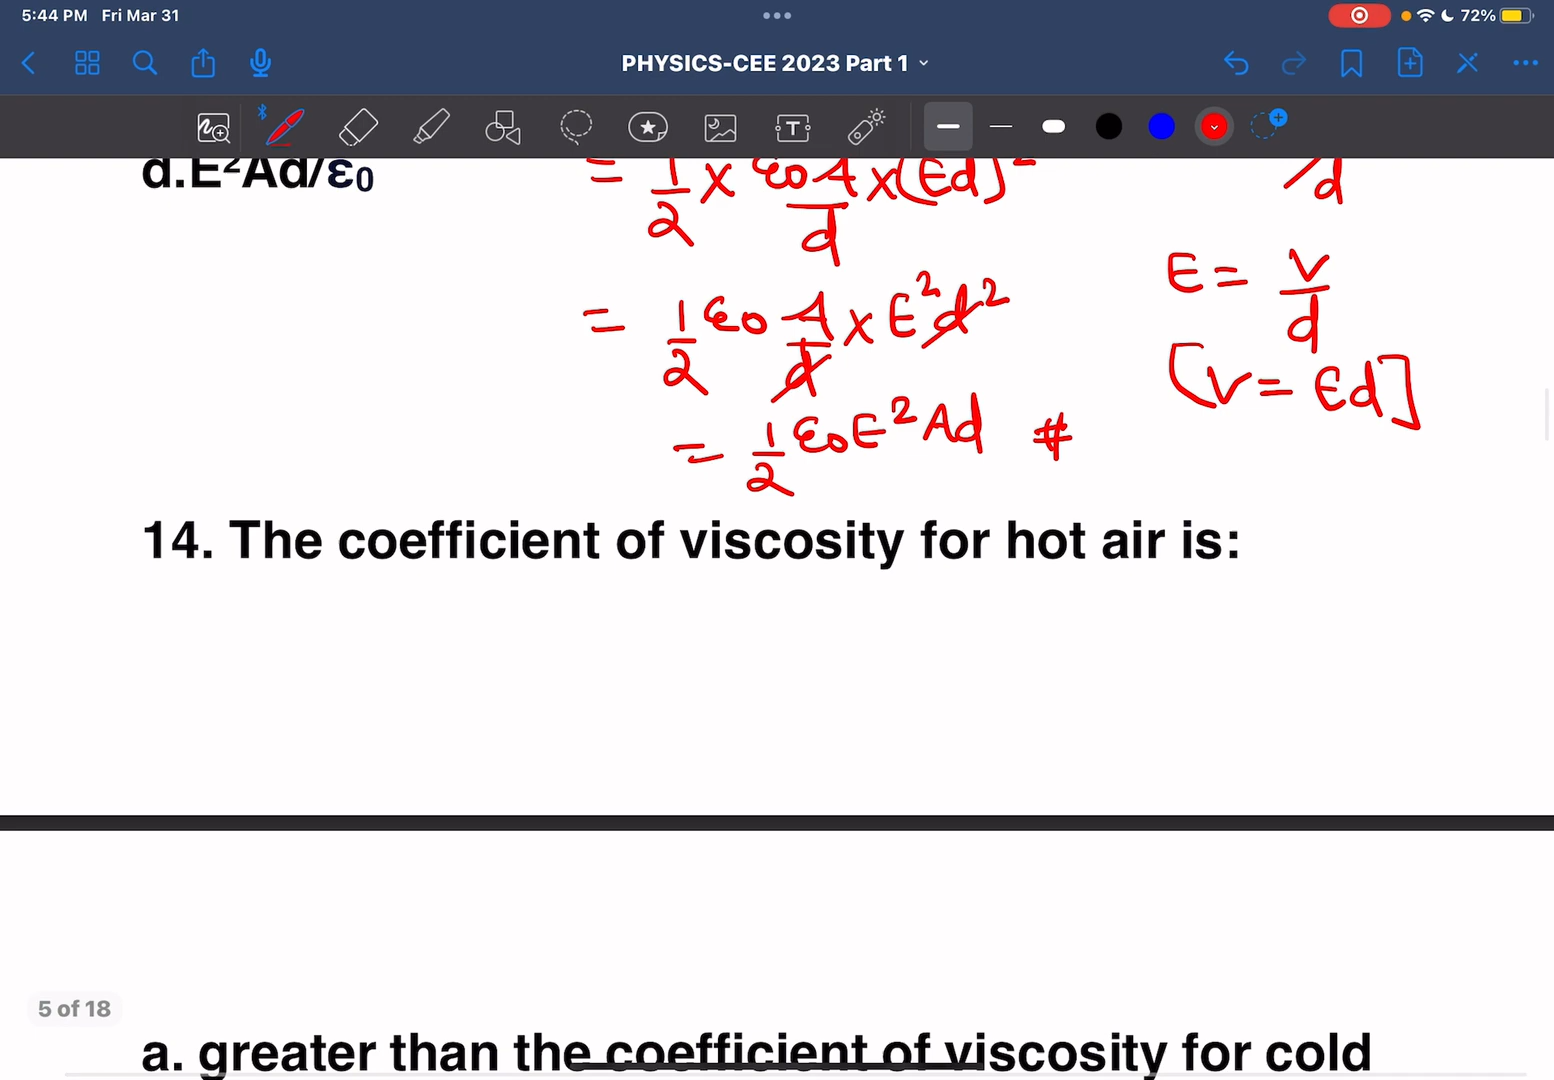 5:44 PM Fri Mar 31
72%
PHYSICS-CEE 2023 Part 1
T
d.E²Ad/ε₀
= 1/2 x ε₀A/d x (Ed)²
/d
= 1/2 ε₀ A/d x E²d²
E = V/d
[V = Ed]
= 1/2 ε₀E²Ad #
14. The coefficient of viscosity for hot air is:
5 of 18
a. greater than the coefficient of viscosity for cold